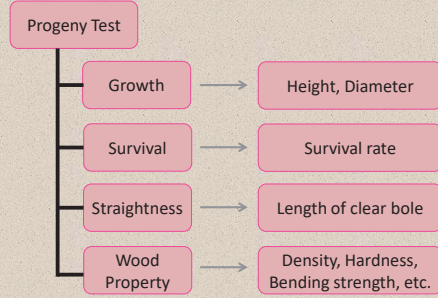 Progeny Test
Growth
Height, Diameter
Survival
Survival rate
Straightness
Length of clear bole
Wood
Property
Density, Hardness,
Bending strength, etc.